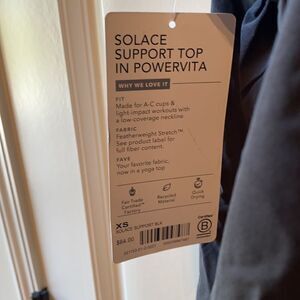 SOLACE
SUPPORT TOP
IN POWERVITA
WHY WE LOVE IT
FIT
Made for A-C cups &
light-impact workouts with
a low-coverage neckline
FABRIC
Featherweight Stretch™
See product label for
full fiber content.
FAVE
Your favorite fabric,
now in a yoga top
Fair Trade
Certified™
Factory
Recycled
Material
Quick
Drying
XS
SOLACE SUPPORT BLK
$64.00
Certified
B
Corporation